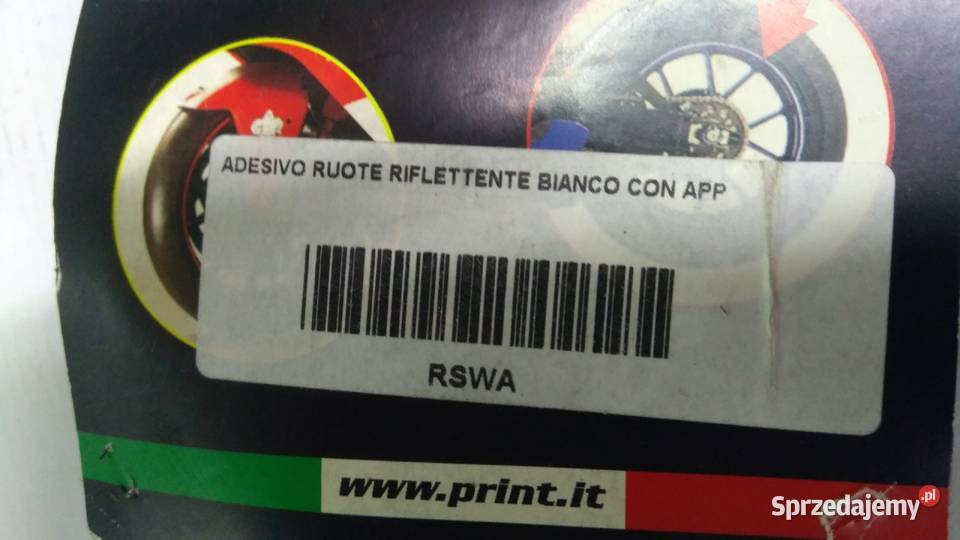 ADESIVO RUOTE RIFLETTENTE BIANCO CON APP
RSWA
www.print.it
Sprzedajemy.pl